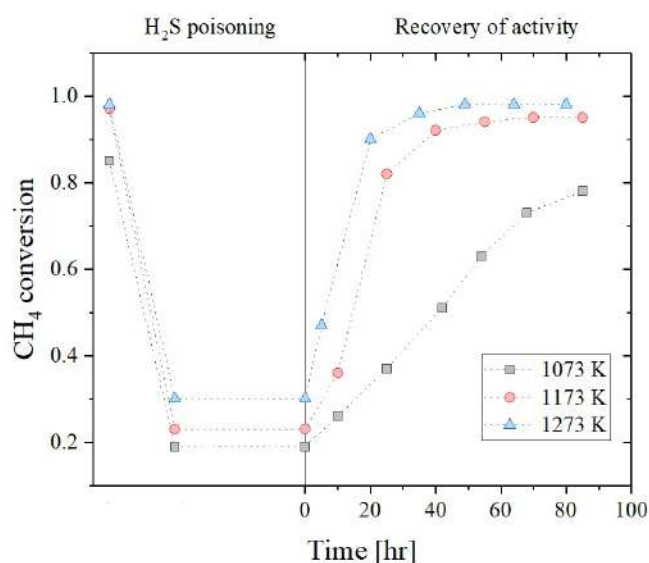 H₂S poisoning
Recovery of activity
CH₄ conversion
1.0
0.8
0.6
0.4
0.2
1073 K
1173 K
1273 K
0
20
40
60
80
100
Time [hr]